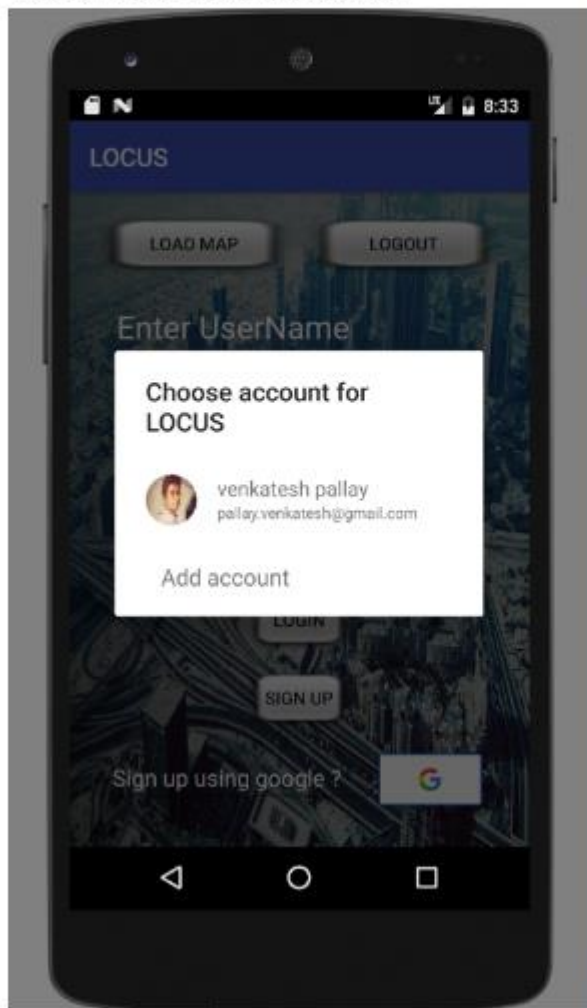 LTE 8:33
LOCUS
LOAD MAP LOGOUT
Enter UserName
Choose account for
LOCUS
venkatesh pallay
pallay.venkatesh@gmail.com
Add account
LOGIN
SIGN UP
Sign up using google ? G